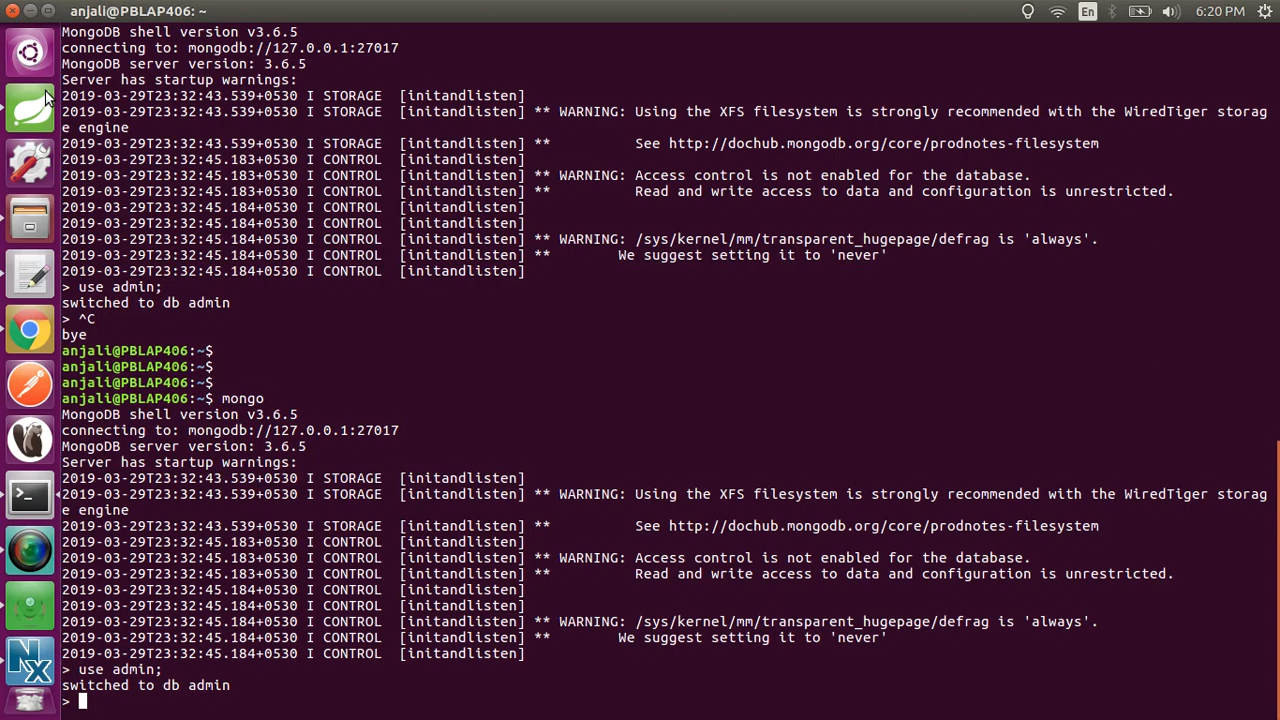 anjali@PBLAP406: ~
En
6:20 PM
MongoDB shell version v3.6.5
connecting to: mongodb://127.0.0.1:27017
MongoDB server version: 3.6.5
Server has startup warnings:
2019-03-29T23:32:43.539+0530 I STORAGE  [initandlisten]
2019-03-29T23:32:43.539+0530 I STORAGE  [initandlisten] ** WARNING: Using the XFS filesystem is strongly recommended with the WiredTiger storag
e engine
2019-03-29T23:32:43.539+0530 I STORAGE  [initandlisten] **          See http://dochub.mongodb.org/core/prodnotes-filesystem
2019-03-29T23:32:45.183+0530 I CONTROL  [initandlisten]
2019-03-29T23:32:45.183+0530 I CONTROL  [initandlisten] ** WARNING: Access control is not enabled for the database.
2019-03-29T23:32:45.183+0530 I CONTROL  [initandlisten] **          Read and write access to data and configuration is unrestricted.
2019-03-29T23:32:45.184+0530 I CONTROL  [initandlisten]
2019-03-29T23:32:45.184+0530 I CONTROL  [initandlisten]
2019-03-29T23:32:45.184+0530 I CONTROL  [initandlisten] ** WARNING: /sys/kernel/mm/transparent_hugepage/defrag is 'always'.
2019-03-29T23:32:45.184+0530 I CONTROL  [initandlisten] **        We suggest setting it to 'never'
2019-03-29T23:32:45.184+0530 I CONTROL  [initandlisten]
> use admin;
switched to db admin
> ^C
bye
anjali@PBLAP406:~$
anjali@PBLAP406:~$
anjali@PBLAP406:~$
anjali@PBLAP406:~$ mongo
MongoDB shell version v3.6.5
connecting to: mongodb://127.0.0.1:27017
MongoDB server version: 3.6.5
Server has startup warnings:
2019-03-29T23:32:43.539+0530 I STORAGE  [initandlisten]
2019-03-29T23:32:43.539+0530 I STORAGE  [initandlisten] ** WARNING: Using the XFS filesystem is strongly recommended with the WiredTiger storag
e engine
2019-03-29T23:32:43.539+0530 I STORAGE  [initandlisten] **          See http://dochub.mongodb.org/core/prodnotes-filesystem
2019-03-29T23:32:45.183+0530 I CONTROL  [initandlisten]
2019-03-29T23:32:45.183+0530 I CONTROL  [initandlisten] ** WARNING: Access control is not enabled for the database.
2019-03-29T23:32:45.183+0530 I CONTROL  [initandlisten] **          Read and write access to data and configuration is unrestricted.
2019-03-29T23:32:45.184+0530 I CONTROL  [initandlisten]
2019-03-29T23:32:45.184+0530 I CONTROL  [initandlisten]
2019-03-29T23:32:45.184+0530 I CONTROL  [initandlisten] ** WARNING: /sys/kernel/mm/transparent_hugepage/defrag is 'always'.
2019-03-29T23:32:45.184+0530 I CONTROL  [initandlisten] **        We suggest setting it to 'never'
2019-03-29T23:32:45.184+0530 I CONTROL  [initandlisten]
> use admin;
switched to db admin
>
NX